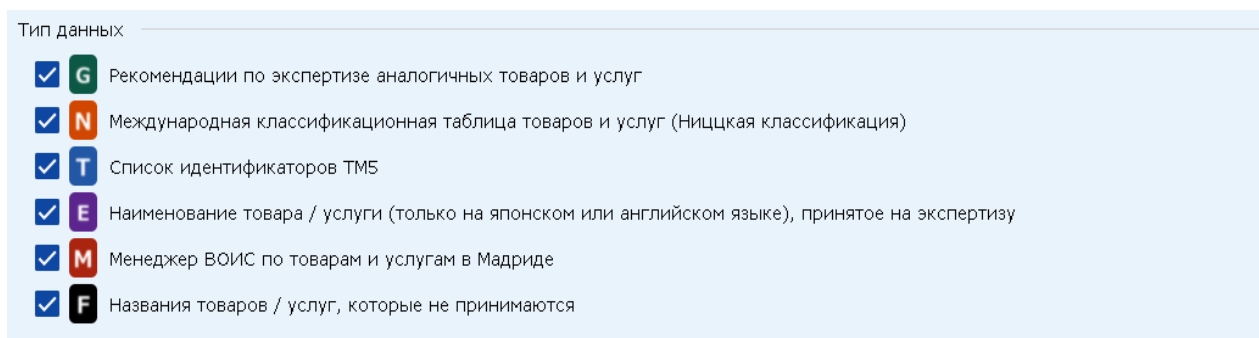 Тип данных
G Рекомендации по экспертизе аналогичных товаров и услуг
N Международная классификационная таблица товаров и услуг (Ниццкая классификация)
T Список идентификаторов TM5
E Наименование товара / услуги (только на японском или английском языке), принятое на экспертизу
M Менеджер ВОИС по товарам и услугам в Мадриде
F Названия товаров / услуг, которые не принимаются